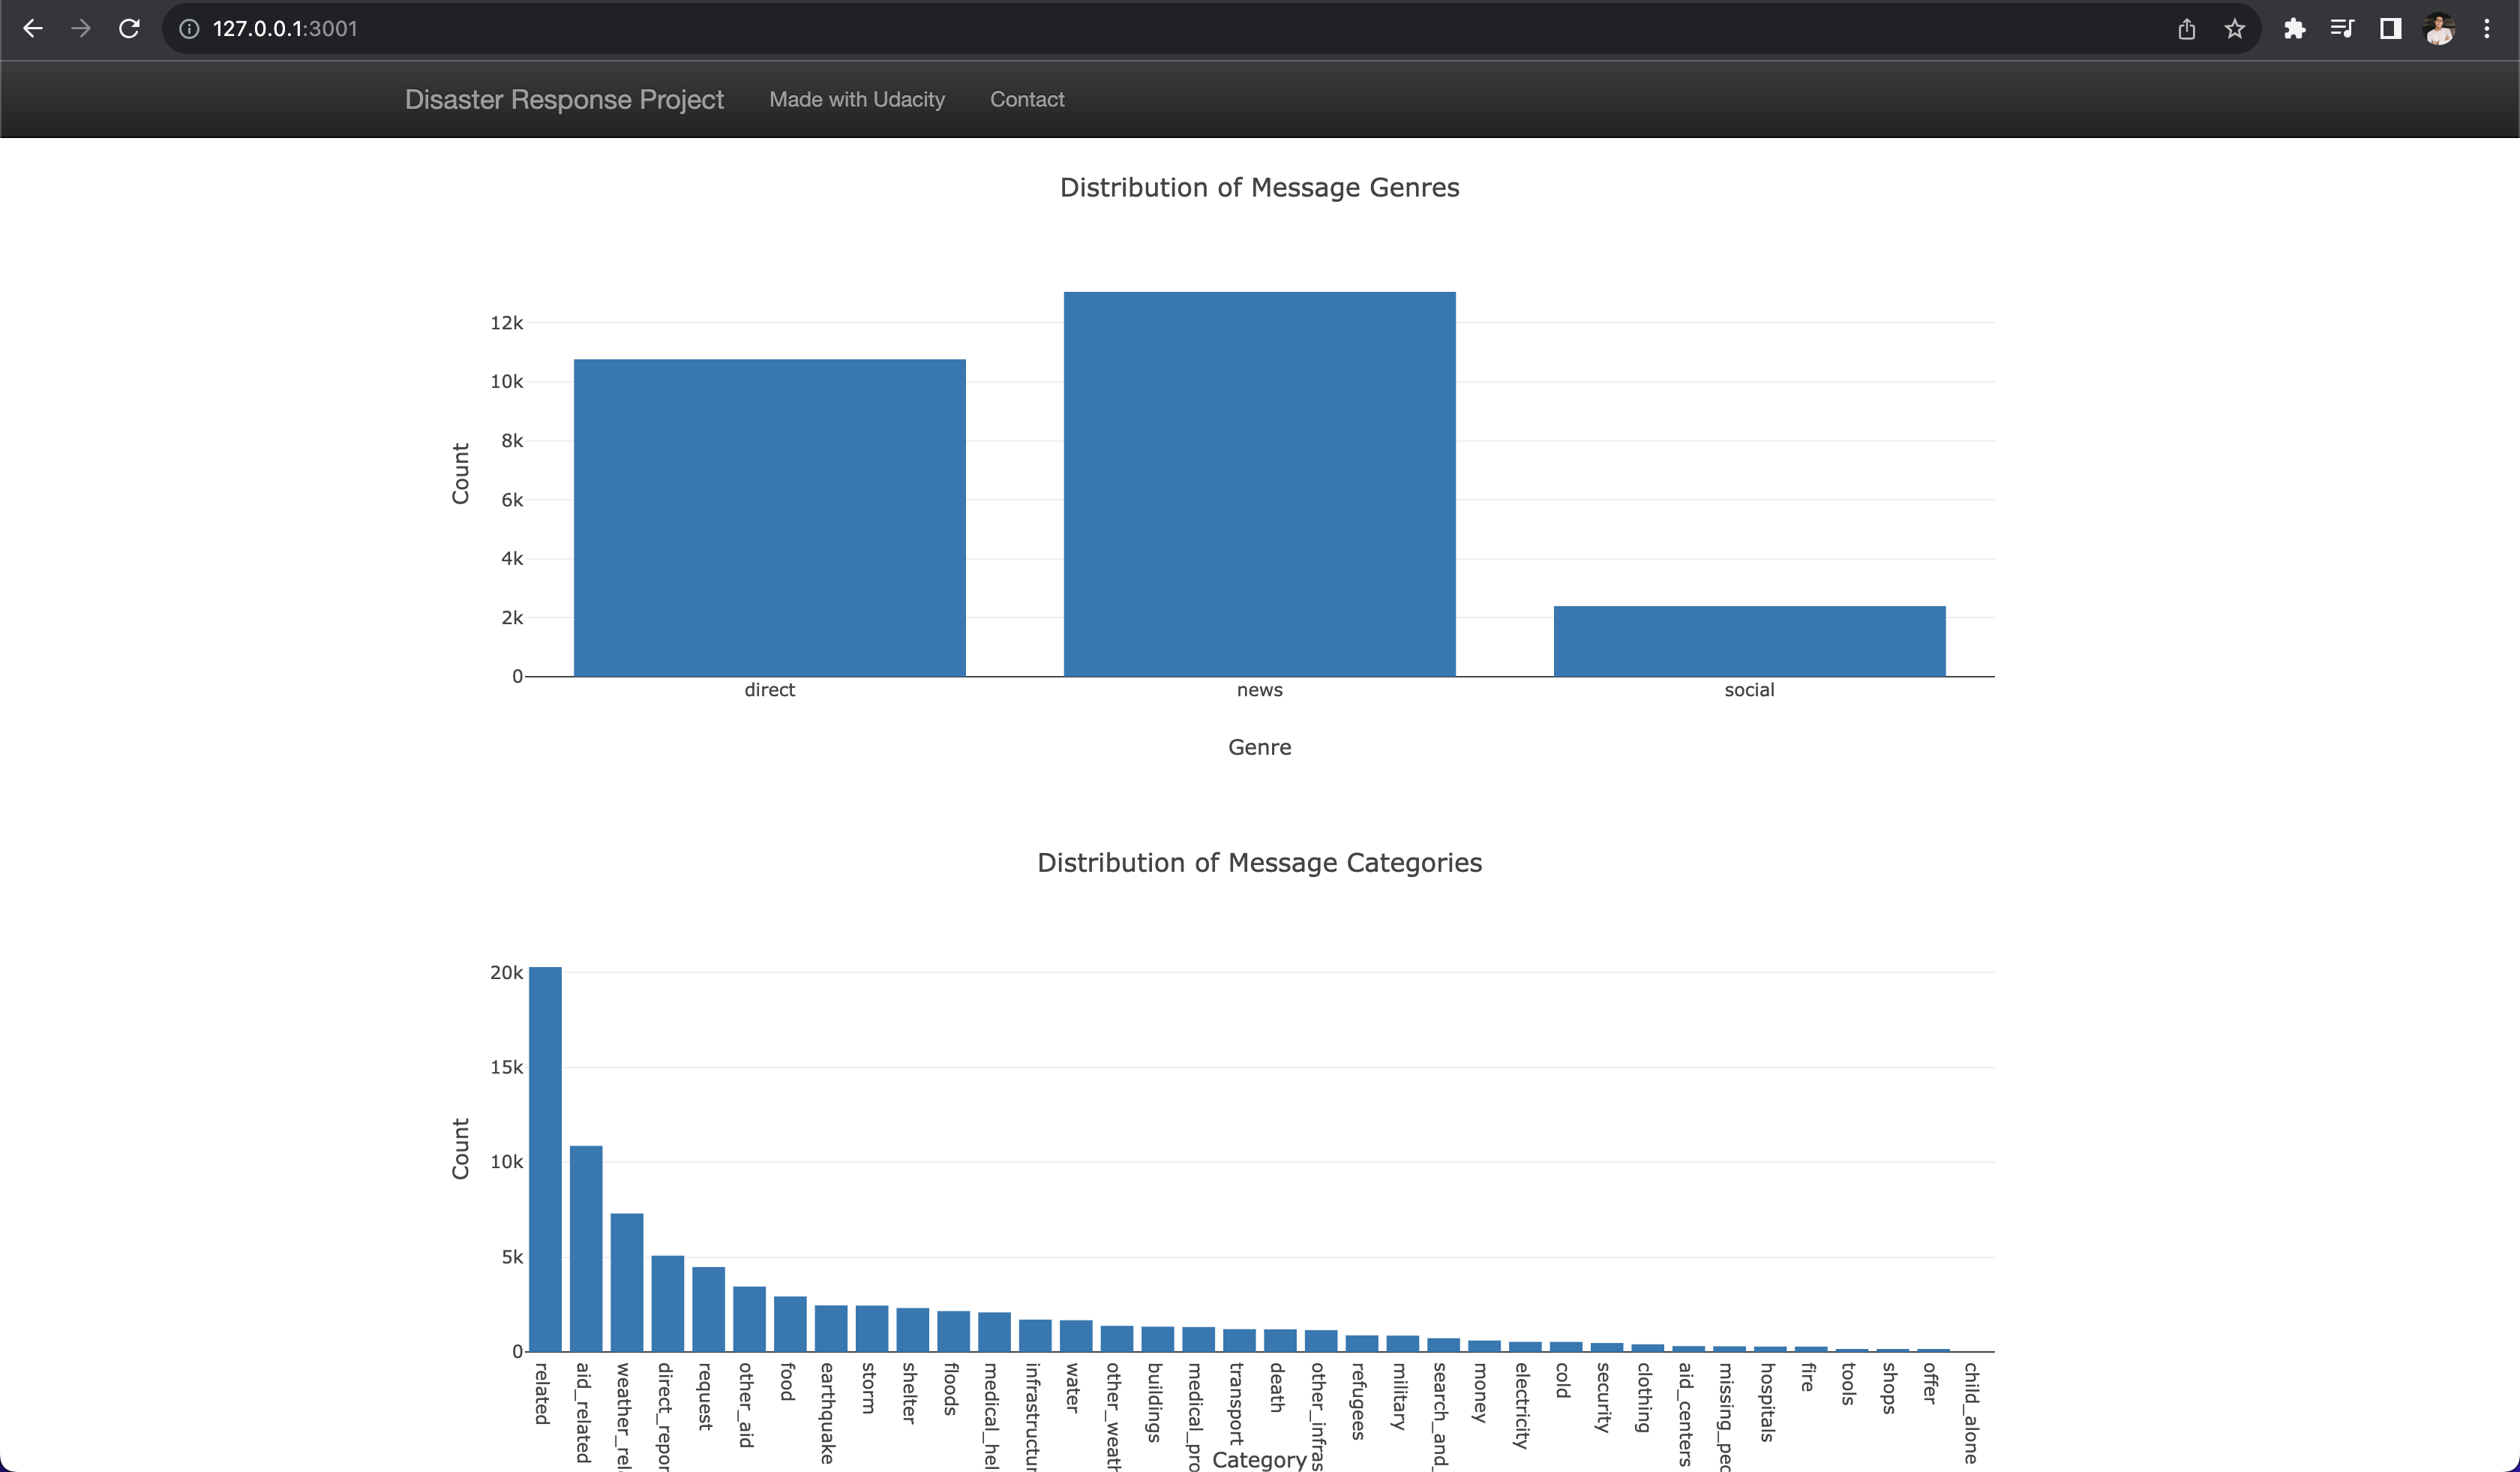 127.0.0.1:3001
Disaster Response Project Made with Udacity Contact
Distribution of Message Genres
12k
10k
8k
6k
4k
2k
0
Count
direct news social
Genre
Distribution of Message Categories
20k
15k
10k
5k
0
Count
related
aid_related
weather_rel
direct_repor
request
other_aid
food
earthquake
storm
shelter
floods
medical_hel
infrastructur
water
other_weath
buildings
medical_pro
transport
death
other_infras
refugees
military
search_and_
money
electricity
cold
security
clothing
aid_centers
missing_peo
hospitals
fire
tools
shops
offer
child_alone
Category